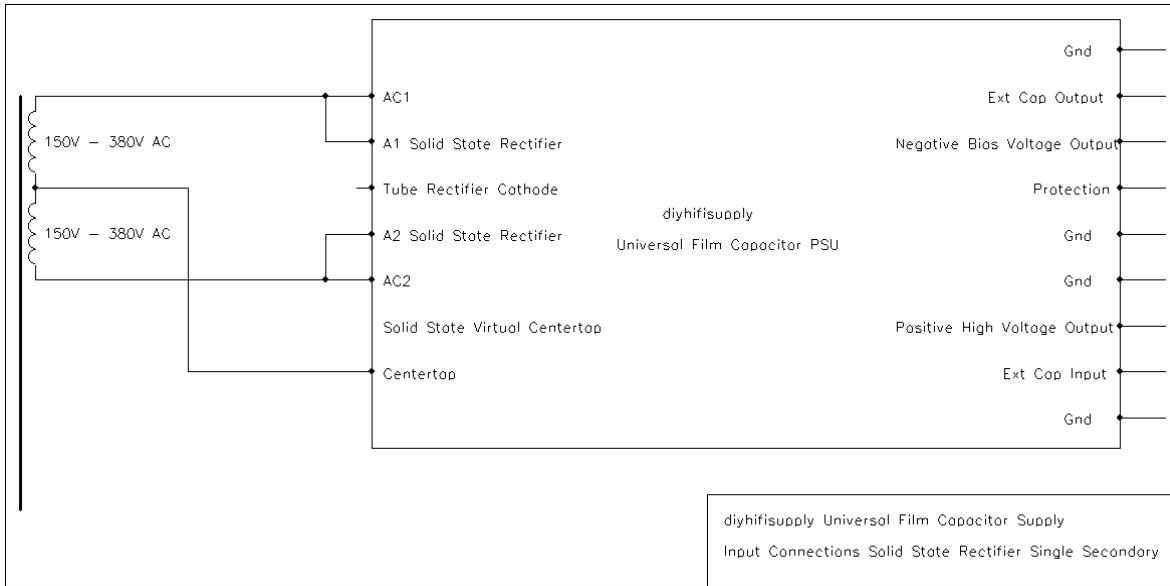 Gnd
AC1
Ext Cap Output
150V – 380V AC
A1 Solid State Rectifier
Negative Bias Voltage Output
Tube Rectifier Cathode
Protection
diyhifisupply
150V – 380V AC
A2 Solid State Rectifier
Universal Film Capacitor PSU
Gnd
AC2
Gnd
Solid State Virtual Centertap
Positive High Voltage Output
Centertap
Ext Cap Input
Gnd
diyhifisupply Universal Film Capacitor Supply
Input Connections Solid State Rectifier Single Secondary